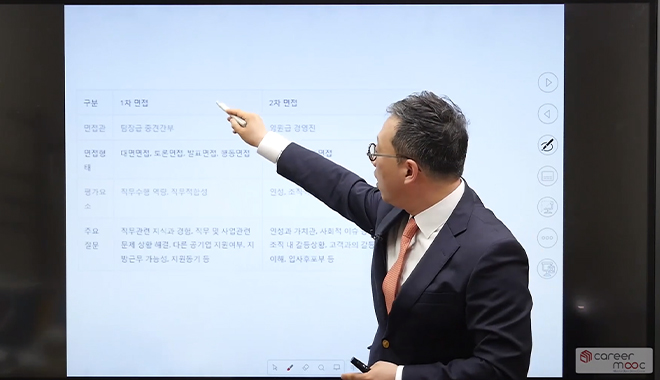 구분 1차 면접 2차 면접
면접관 팀장급 중견간부 임원급 경영진
면접형 대면면접, 토론면접, 발표면접, 행동면접 면접
태
평가요 직무수행 역량, 직무적합성 인성, 조직
소
주요 직무관련 지식과 경험, 직무 및 사업관련 인성과 가치관, 사회적 이슈
질문 문제 상황 해결, 다른 공기업 지원여부, 지 조직 내 갈등상황, 고객과의 갈등
방근무 가능성, 지원동기 등 이해, 입사후포부 등
career
mooc